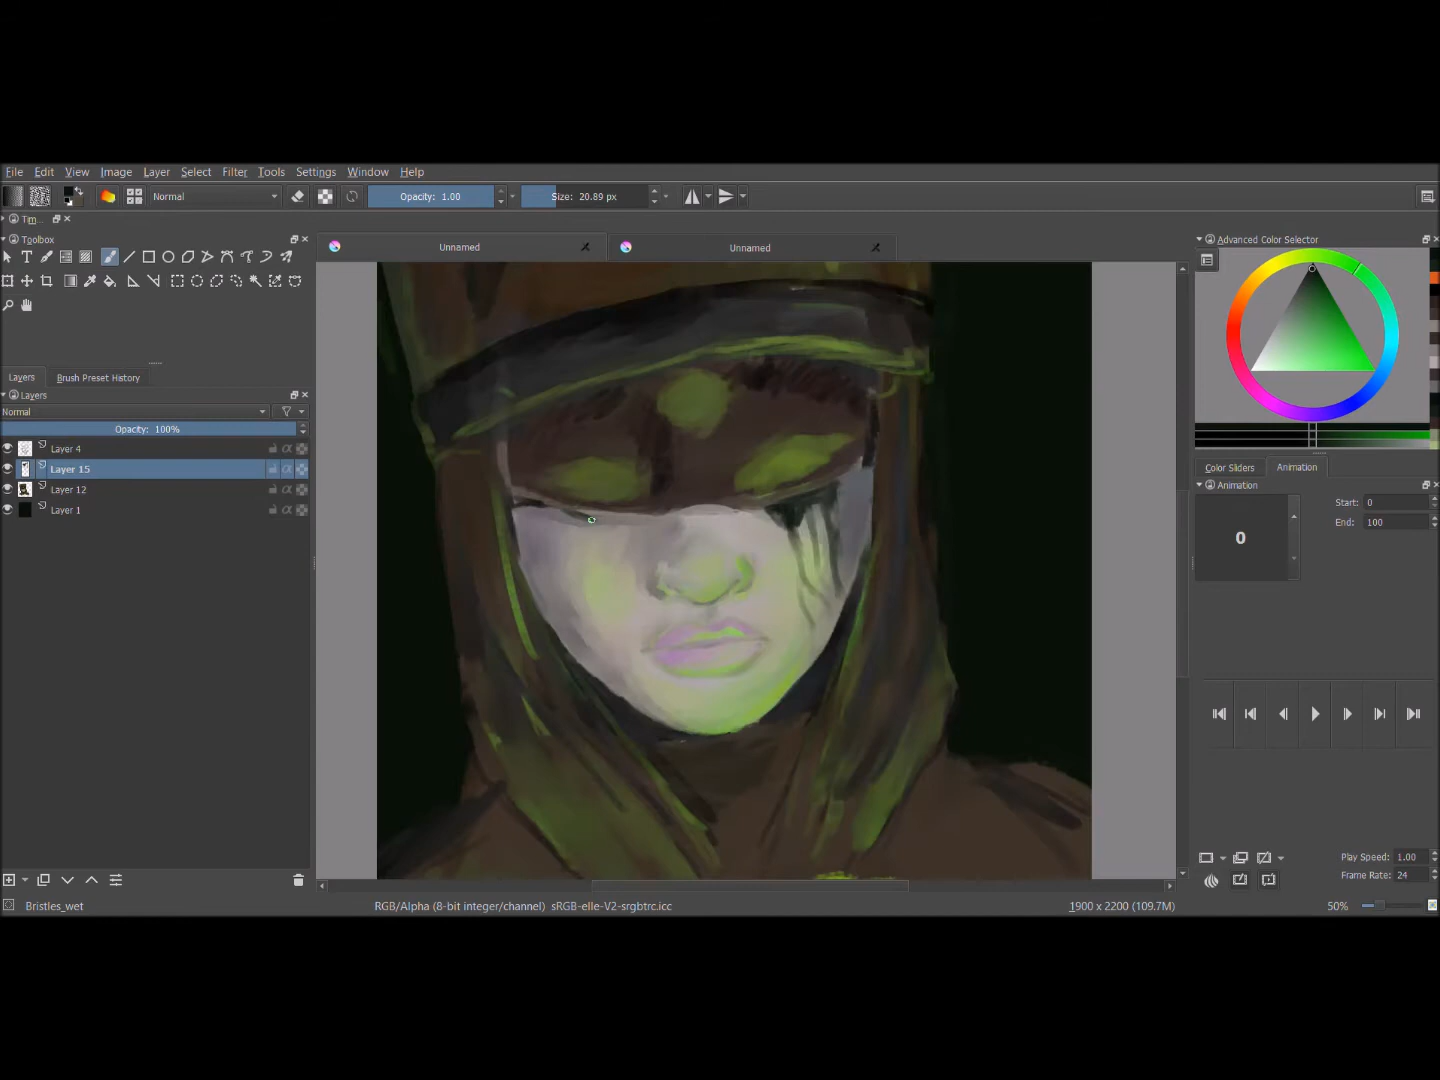 File Edit View Image Layer Select Filter Tools Settings Window Help
Normal Opacity: 1.00 Size: 20.89 px
Tim...
Toolbox
Unnamed Unnamed
Advanced Color Selector
Layers Brush Preset History
Layers
Normal
Opacity: 100%
Layer 4
Layer 15
Layer 12
Layer 1
Color Sliders Animation
Animation
Start: 0
End: 100
0
Play Speed: 1.00
Frame Rate: 24
Bristles_wet RGB/Alpha (8-bit integer/channel) sRGB-elle-V2-srgbtrc.icc 1900 x 2200 (109.7M) 50%